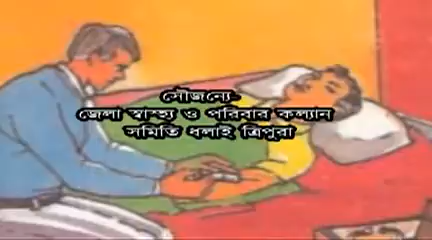 সৌজন্যে-
জেলা স্বাস্হ্য ও পরিবার কল্যান
সমিতি ধলাই ত্রিপুরা